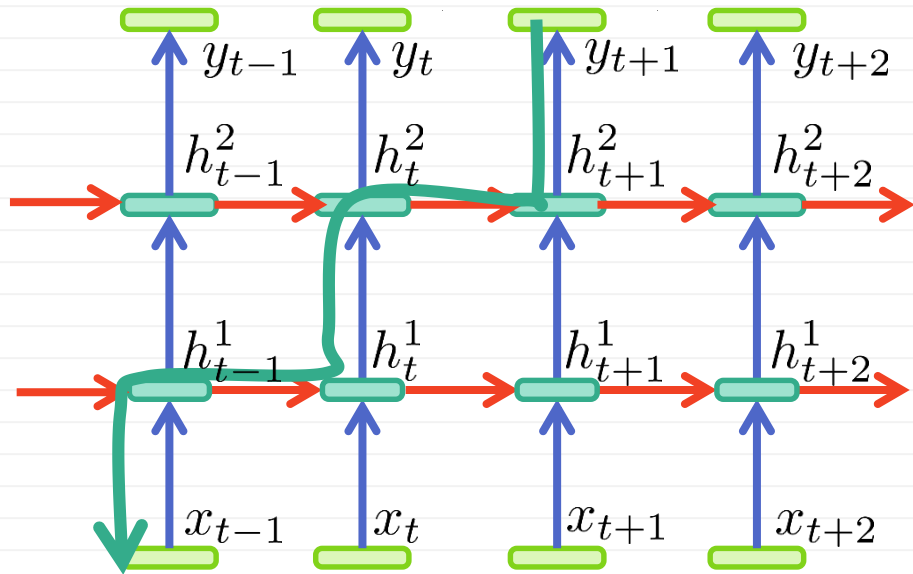 y_{t-1} y_t y_{t+1} y_{t+2}
h^2_{t-1} h^2_t h^2_{t+1} h^2_{t+2}
h^1_{t-1} h^1_t h^1_{t+1} h^1_{t+2}
x_{t-1} x_t x_{t+1} x_{t+2}